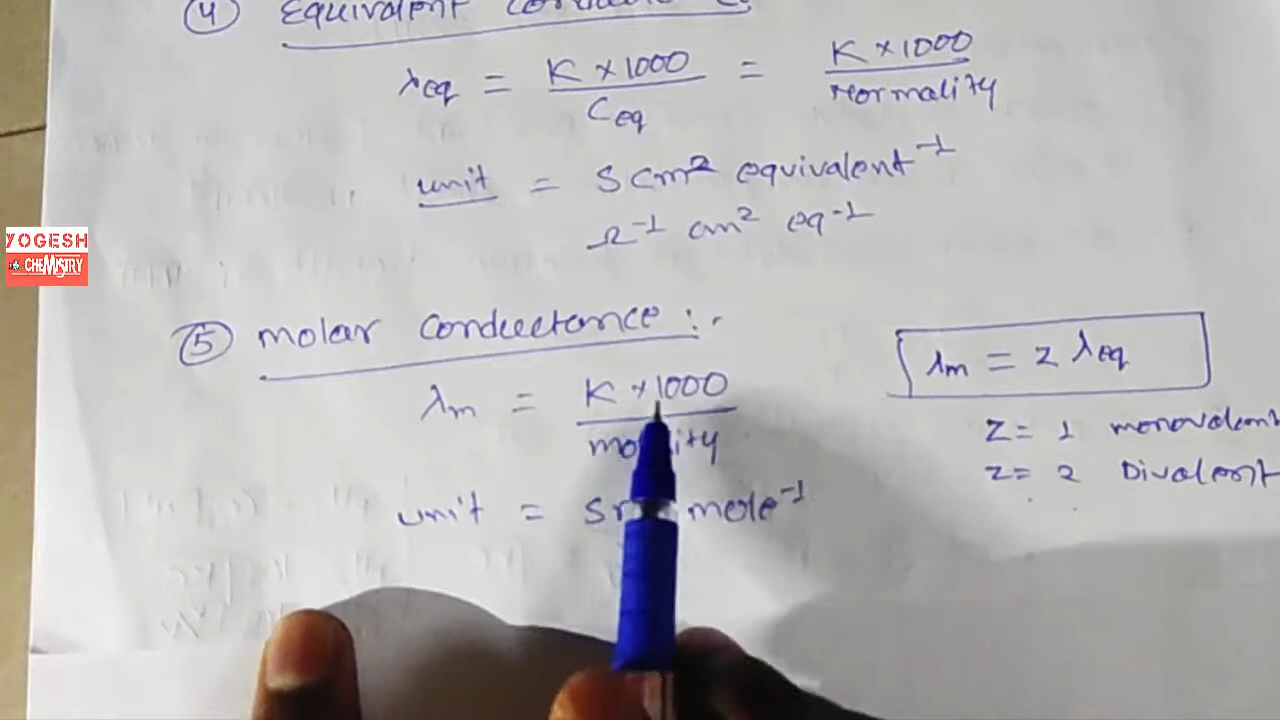 ④ Equivalent
λeq = K × 1000 / Ceq = K × 1000 / Normality
unit = S cm² equivalent⁻¹
Ω⁻¹ cm² eq⁻¹
YOGESH
CHEMISTRY
⑤ molar conductance :-
λm = K × 1000
λm = z λeq
z = 1 monovalent
z = 2 Divalent
unit = mole⁻¹